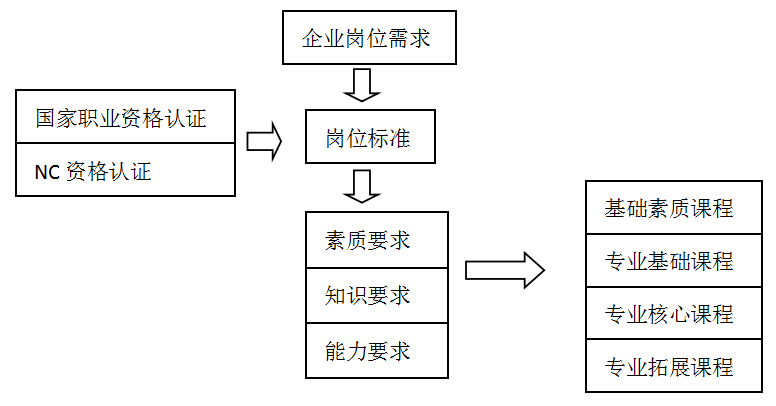 企业岗位需求
国家职业资格认证
NC 资格认证
岗位标准
素质要求
知识要求
能力要求
基础素质课程
专业基础课程
专业核心课程
专业拓展课程